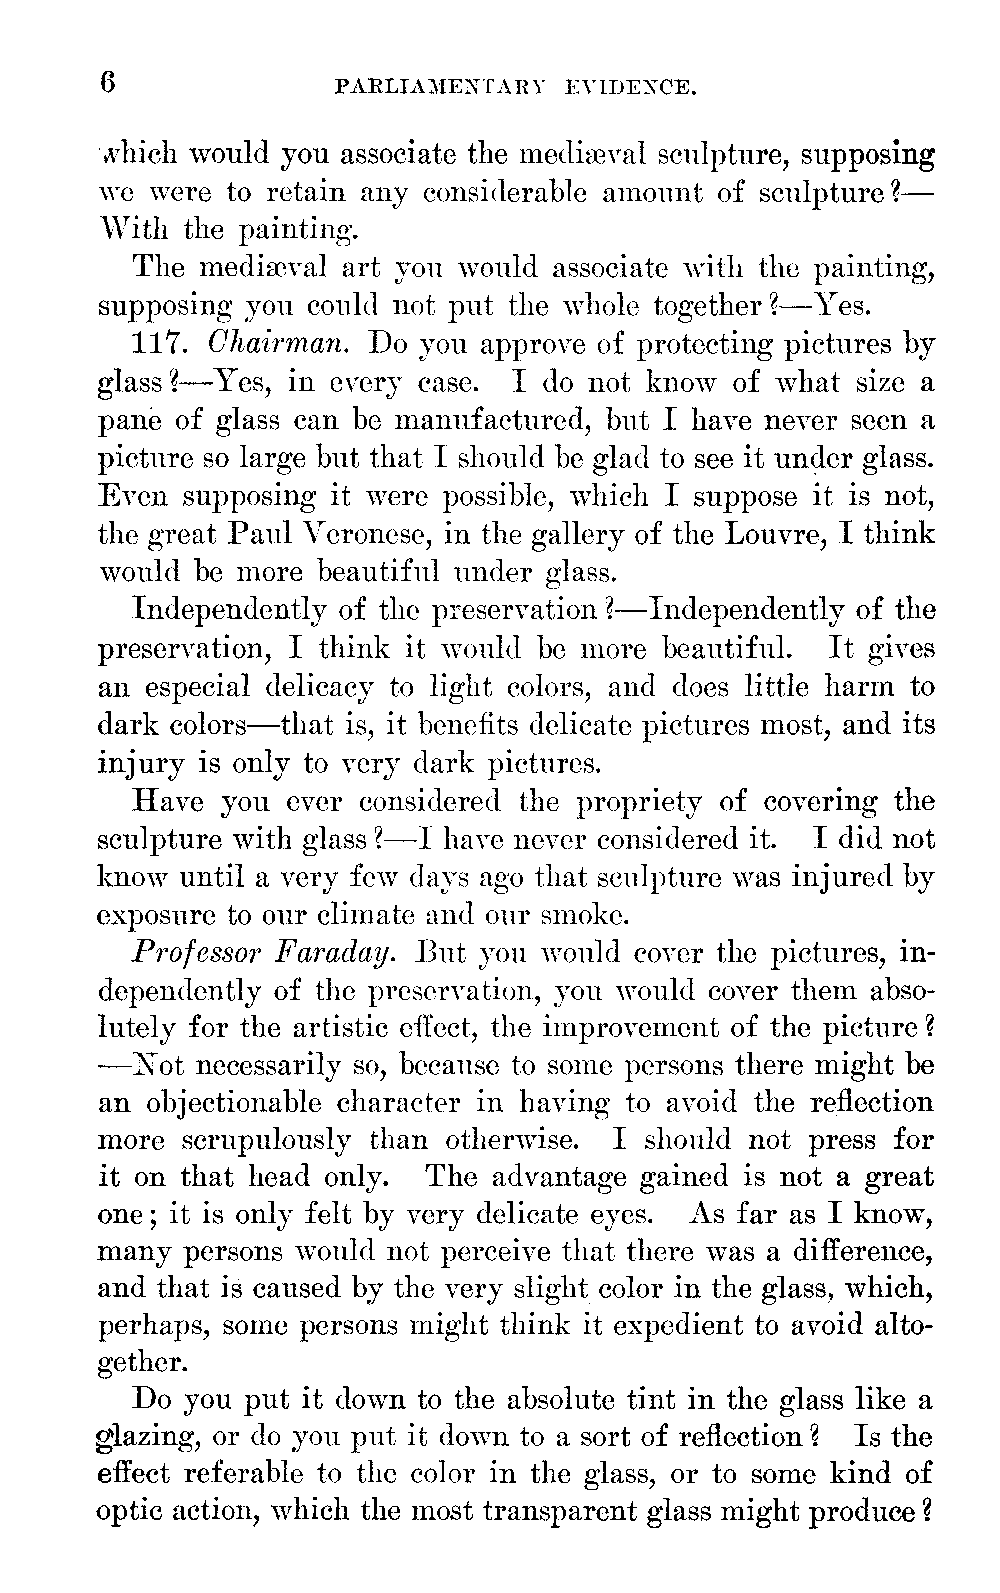 6 PARLIAMENTARY EVIDENCE.
which would you associate the mediæval sculpture, supposing
we were to retain any considerable amount of sculpture?—
With the painting.
The mediæval art you would associate with the painting,
supposing you could not put the whole together?—Yes.
117. Chairman. Do you approve of protecting pictures by
glass?—Yes, in every case. I do not know of what size a
pane of glass can be manufactured, but I have never seen a
picture so large but that I should be glad to see it under glass.
Even supposing it were possible, which I suppose it is not,
the great Paul Veronese, in the gallery of the Louvre, I think
would be more beautiful under glass.
Independently of the preservation?—Independently of the
preservation, I think it would be more beautiful. It gives
an especial delicacy to light colors, and does little harm to
dark colors—that is, it benefits delicate pictures most, and its
injury is only to very dark pictures.
Have you ever considered the propriety of covering the
sculpture with glass?—I have never considered it. I did not
know until a very few days ago that sculpture was injured by
exposure to our climate and our smoke.
Professor Faraday. But you would cover the pictures, in-
dependently of the preservation, you would cover them abso-
lutely for the artistic effect, the improvement of the picture?
—Not necessarily so, because to some persons there might be
an objectionable character in having to avoid the reflection
more scrupulously than otherwise. I should not press for
it on that head only. The advantage gained is not a great
one; it is only felt by very delicate eyes. As far as I know,
many persons would not perceive that there was a difference,
and that is caused by the very slight color in the glass, which,
perhaps, some persons might think it expedient to avoid alto-
gether.
Do you put it down to the absolute tint in the glass like a
glazing, or do you put it down to a sort of reflection? Is the
effect referable to the color in the glass, or to some kind of
optic action, which the most transparent glass might produce?